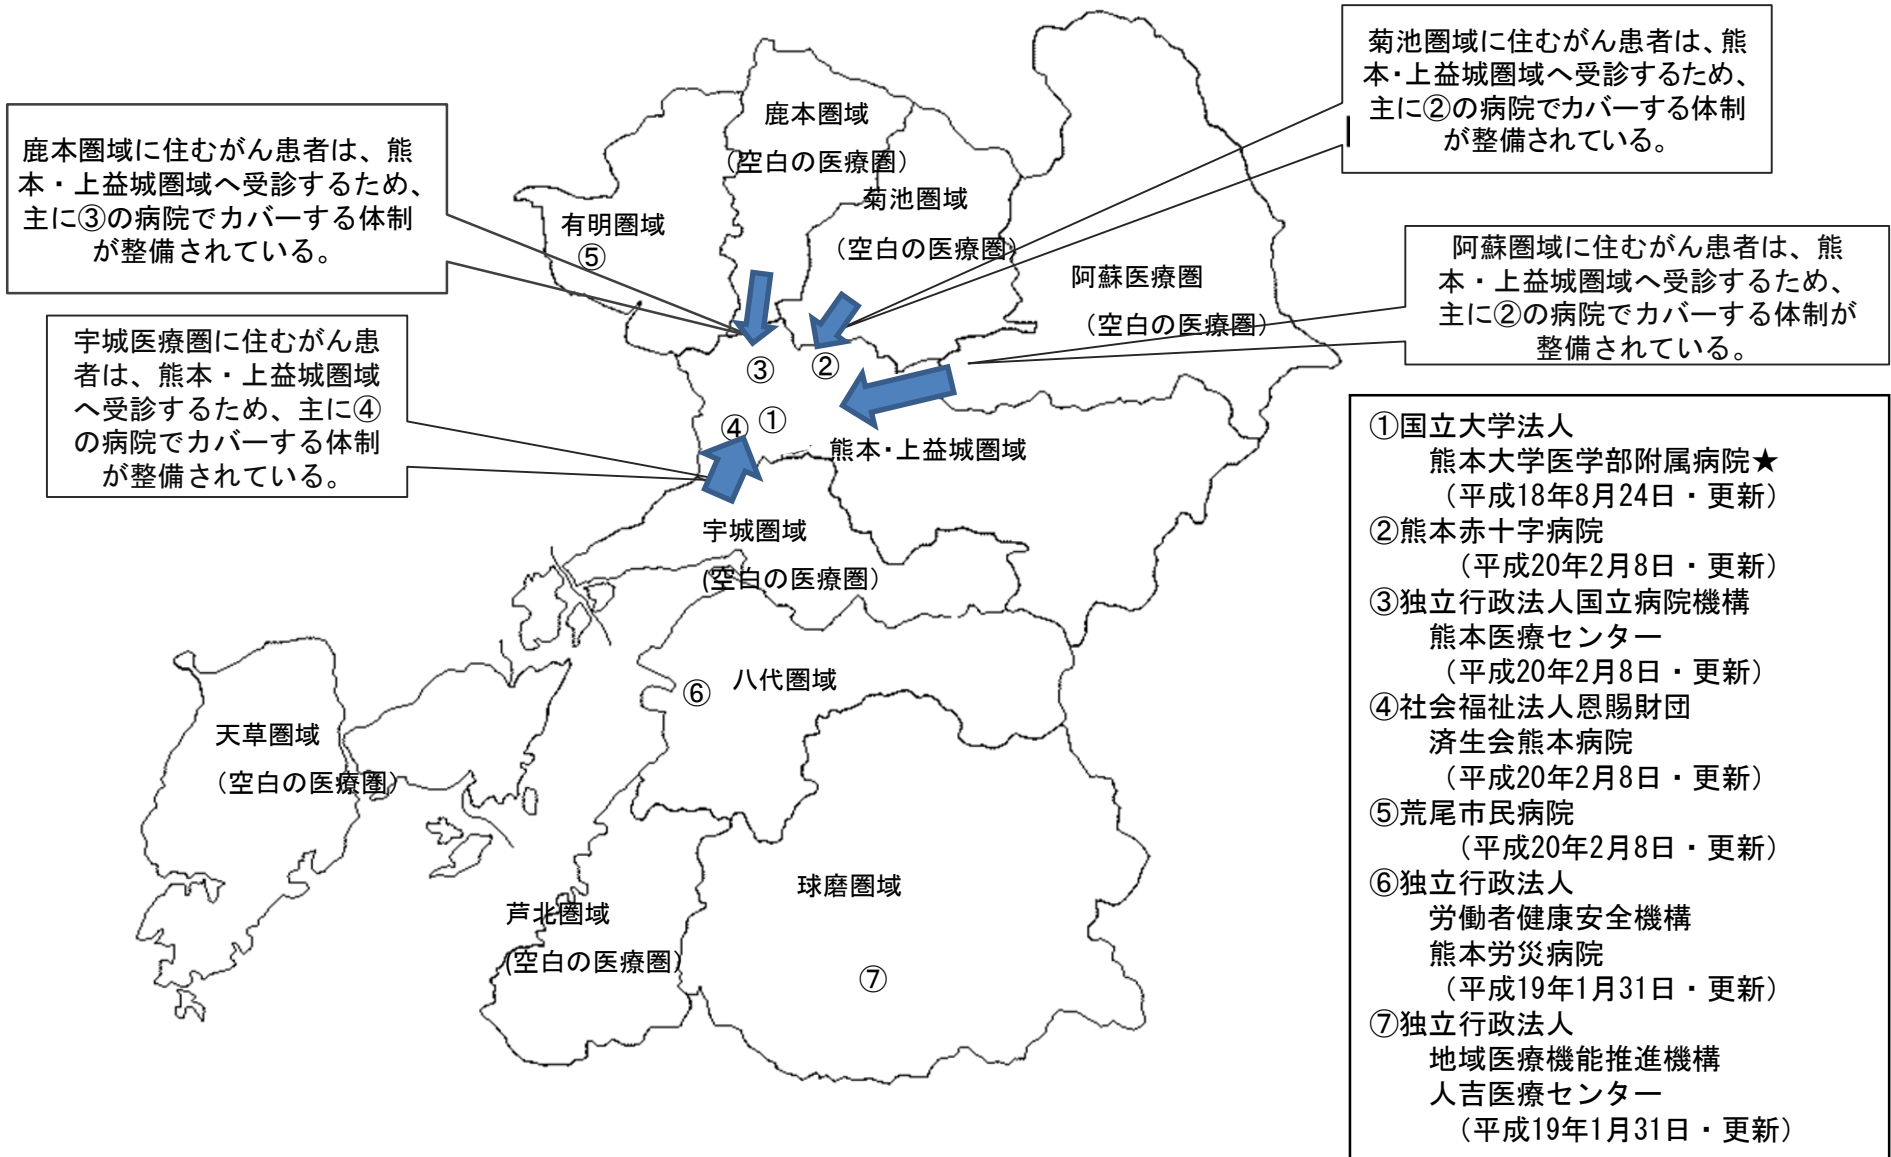 菊池圏域に住むがん患者は、熊
本・上益城圏域へ受診するため、
主に②の病院でカバーする体制
が整備されている。
鹿本圏域に住むがん患者は、熊
本・上益城圏域へ受診するため、
主に③の病院でカバーする体制
が整備されている。
鹿本圏域
(空白の医療圏)
菊池圏域
(空白の医療圏)
有明圏域
⑤
阿蘇圏域に住むがん患者は、熊
本・上益城圏域へ受診するため、
主に②の病院でカバーする体制が
整備されている。
阿蘇医療圏
(空白の医療圏)
宇城医療圏に住むがん患
者は、熊本・上益城圏域
へ受診するため、主に④
の病院でカバーする体制
が整備されている。
③
②
④
①
熊本・上益城圏域
宇城圏域
(空白の医療圏)
⑥
八代圏域
天草圏域
(空白の医療圏)
球磨圏域
芦北圏域
(空白の医療圏)
⑦
①国立大学法人
熊本大学医学部附属病院★
(平成18年8月24日・更新)
②熊本赤十字病院
(平成20年2月8日・更新)
③独立行政法人国立病院機構
熊本医療センター
(平成20年2月8日・更新)
④社会福祉法人恩賜財団
済生会熊本病院
(平成20年2月8日・更新)
⑤荒尾市民病院
(平成20年2月8日・更新)
⑥独立行政法人
労働者健康安全機構
熊本労災病院
(平成19年1月31日・更新)
⑦独立行政法人
地域医療機能推進機構
人吉医療センター
(平成19年1月31日・更新)